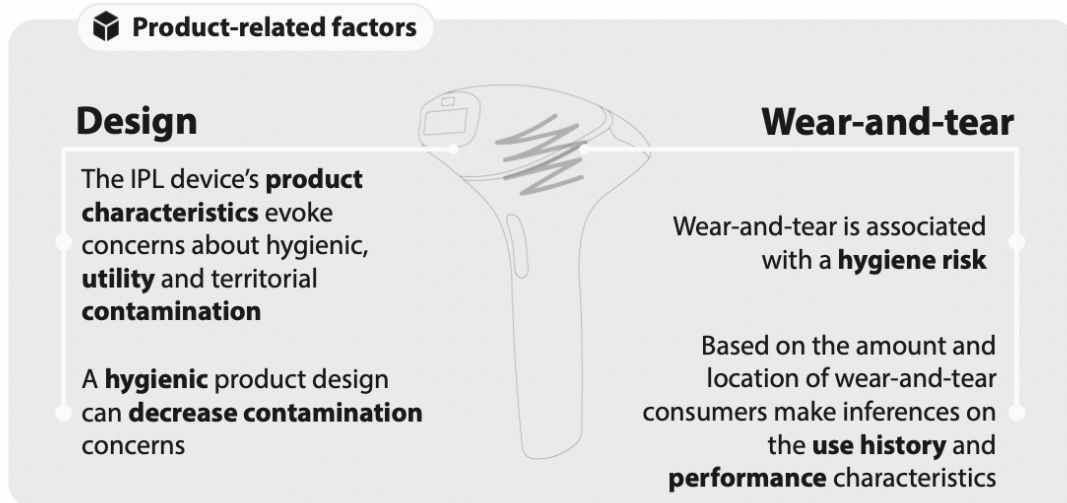 Product-related factors
Design
The IPL device's product
characteristics evoke
concerns about hygienic,
utility and territorial
contamination
A hygienic product design
can decrease contamination
concerns
Wear-and-tear
Wear-and-tear is associated
with a hygiene risk
Based on the amount and
location of wear-and-tear
consumers make inferences on
the use history and
performance characteristics